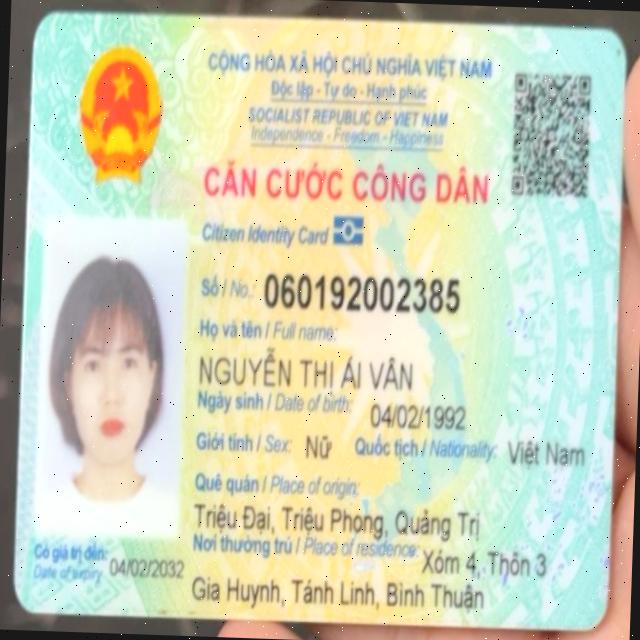 CỘNG HÒA XÃ HỘI CHỦ NGHĨA VIỆT NAM
Độc lập - Tự do - Hạnh phúc
SOCIALIST REPUBLIC OF VIET NAM
Independence - Freedom - Happiness
CĂN CƯỚC CÔNG DÂN
Citizen Identity Card
Số / No.: 060192002385
Họ và tên / Full name:
NGUYỄN THỊ ÁI VÂN
Ngày sinh / Date of birth: 04/02/1992
Giới tính / Sex: Nữ Quốc tịch / Nationality: Việt Nam
Quê quán / Place of origin:
Triệu Đại, Triệu Phong, Quảng Trị
Nơi thường trú / Place of residence: Xóm 4, Thôn 3
Gia Huynh, Tánh Linh, Bình Thuận
Có giá trị đến: 04/02/2032
Date of expiry